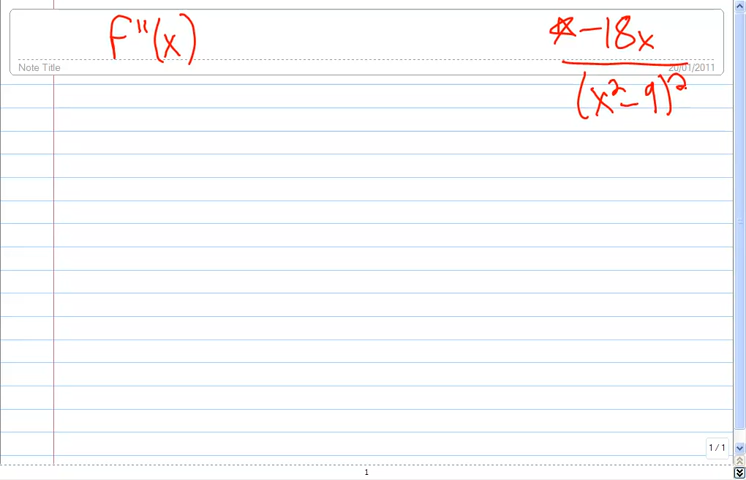 F''(x)
-18x
(x² - 9)²
Note Title
20/01/2011
1 / 1
1